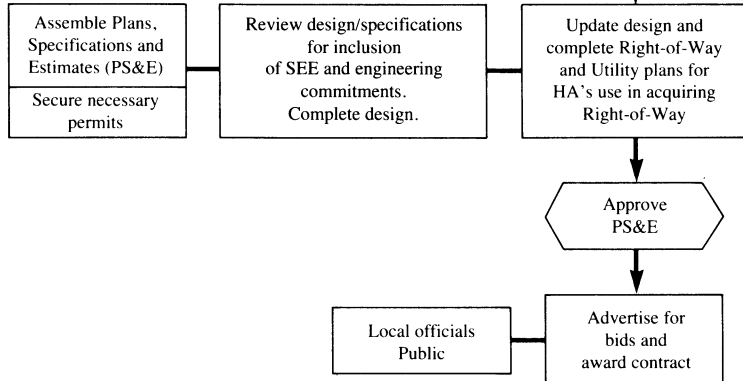 Assemble Plans,
Specifications and
Estimates (PS&E)
Secure necessary
permits
Review design/specifications
for inclusion
of SEE and engineering
commitments.
Complete design.
Update design and
complete Right-of-Way
and Utility plans for
HA's use in acquiring
Right-of-Way
Approve
PS&E
Local officials
Public
Advertise for
bids and
award contract